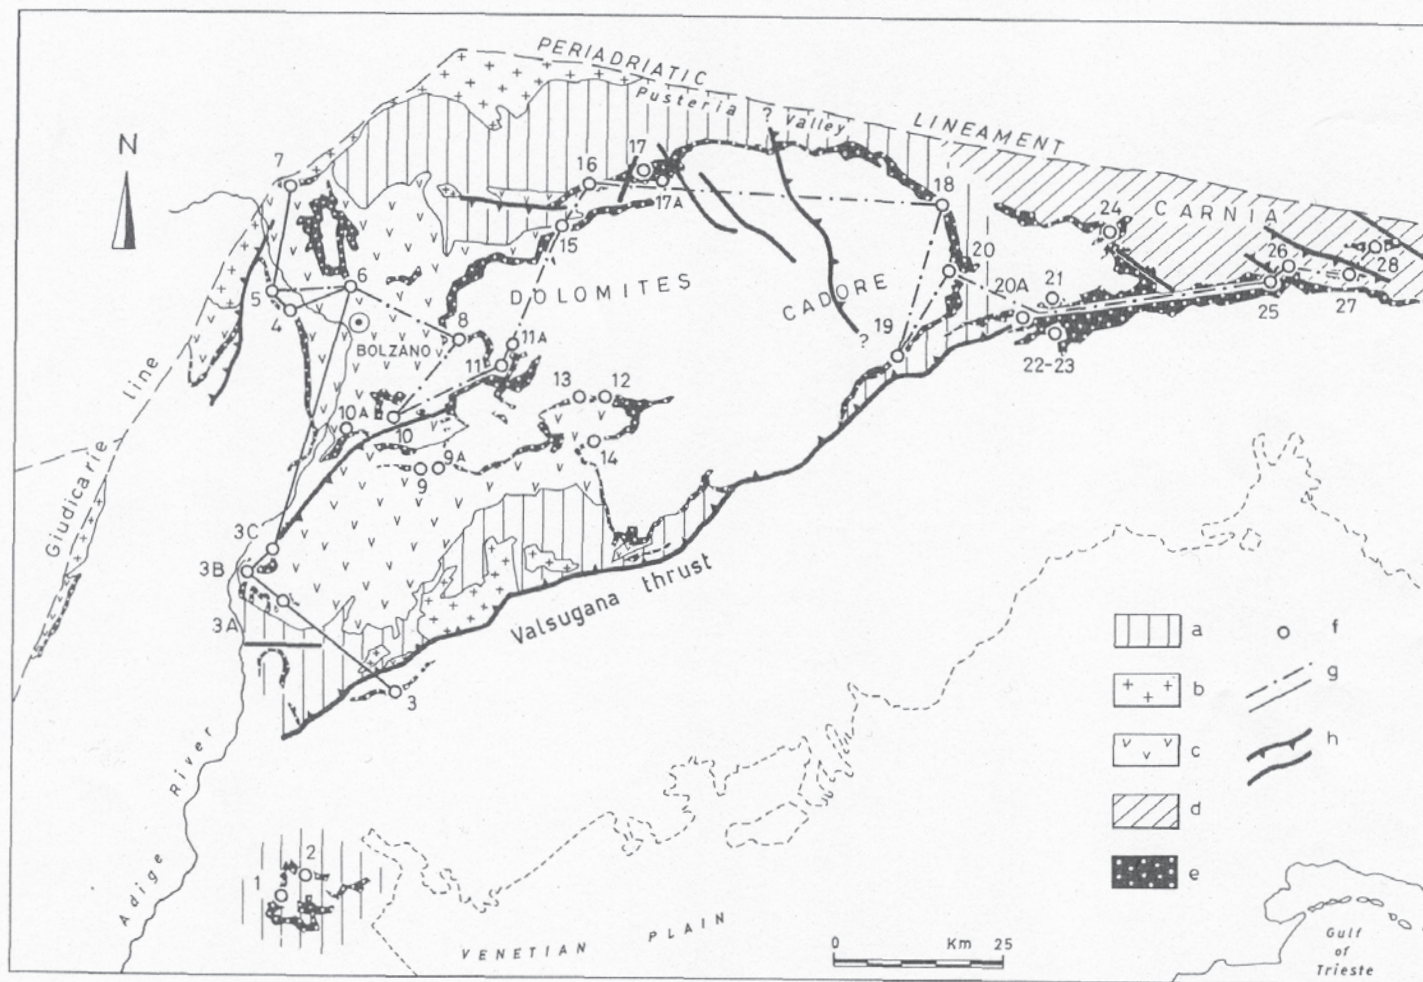 PERIADRIATIC
Pusteria Valley
?
LINEAMENT
N
7
16
17
17A
18
24
CARNIA
15
20
26
28
5
6
DOLOMITES
20A
21
4
8
CADORE
27
BOLZANO
11A
19
?
25
11
22-23
line
13
12
10A
10
14
9A
9
Giudicarie
3C
3B
Valsugana thrust
3A
a
f
3
b
g
River
c
h
d
2
1
e
Adige
VENETIAN PLAIN
0 Km 25
Gulf
of
Trieste